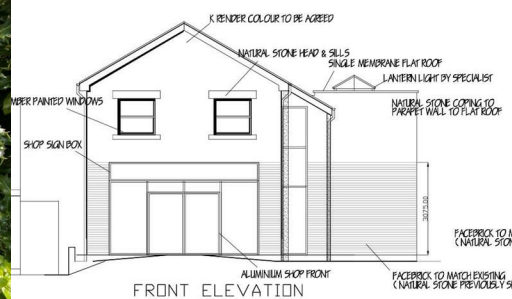 K RENDER COLOUR TO BE AGREED
NATURAL STONE HEAD & SILLS
SINGLE MEMBRANE FLAT ROOF
LANTERN LIGHT BY SPECIALIST
MBER PAINTED WINDOWS
NATURAL STONE COPING TO
PARAPET WALL TO FLAT ROOF
SHOP SIGN BOX
3075.00
FACEBRICK TO M
( NATURAL STON
ALUMINIUM SHOP FRONT
FACEBRICK TO MATCH EXISTING
( NATURAL STONE PREVIOUSLY S
FRONT ELEVATION